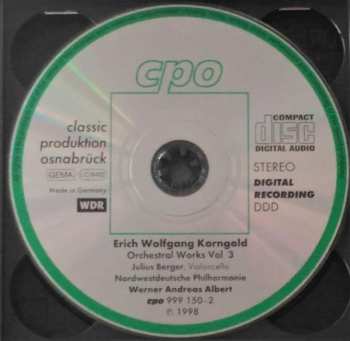 cpo
classic
produktion
osnabrück
GEMA
Made in Germany
WDR
COMPACT
disc
DIGITAL AUDIO
STEREO
DIGITAL
RECORDING
DDD
Erich Wolfgang Korngold
Orchestral Works Vol. 3
Julius Berger, Violoncello
Nordwestdeutsche Philharmonie
Werner Andreas Albert
cpo 999 150-2
℗ 1998